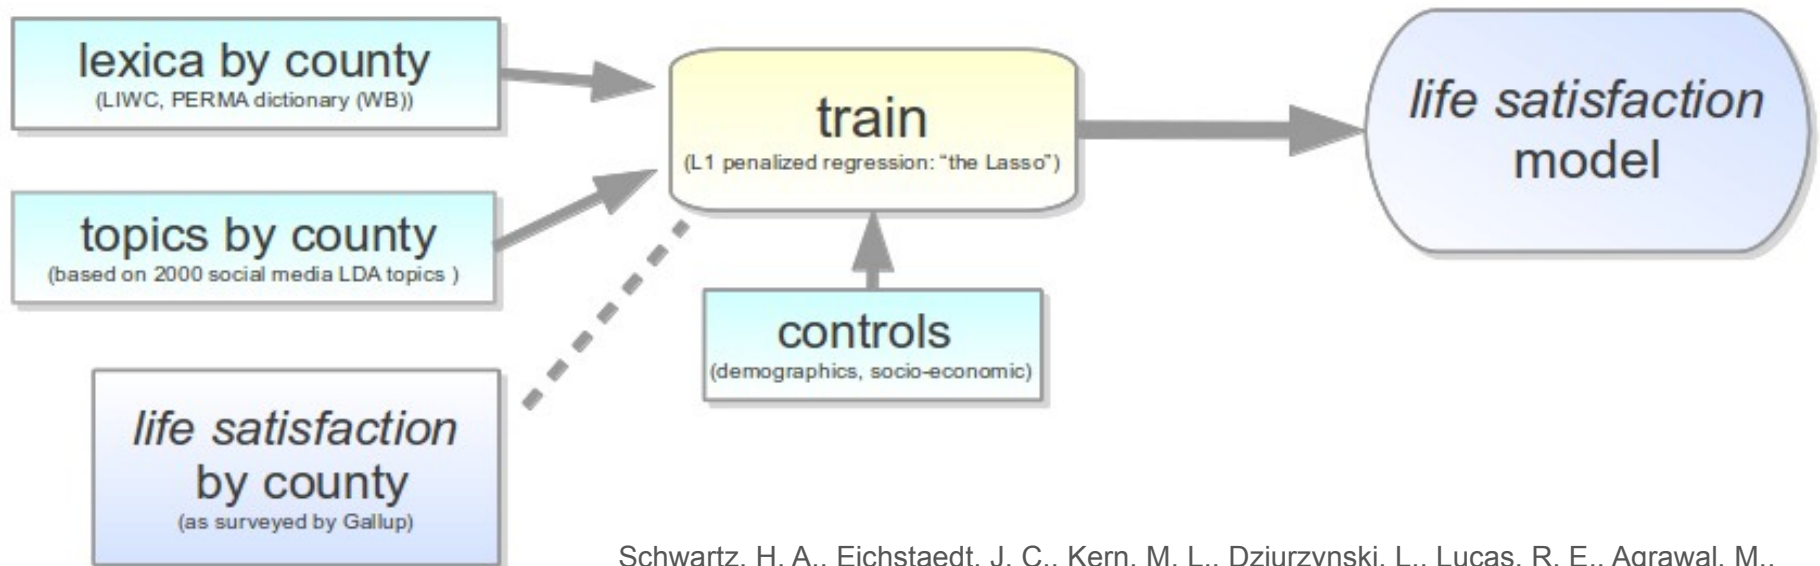 lexica by county
(LIWC, PERMA dictionary (WB))
topics by county
(based on 2000 social media LDA topics )
life satisfaction
by county
(as surveyed by Gallup)
train
(L1 penalized regression: “the Lasso”)
controls
(demographics, socio-economic)
life satisfaction
model
Schwartz, H. A., Eichstaedt, J. C., Kern, M. L., Dziurzynski, L., Lucas, R. E., Agrawal, M.,